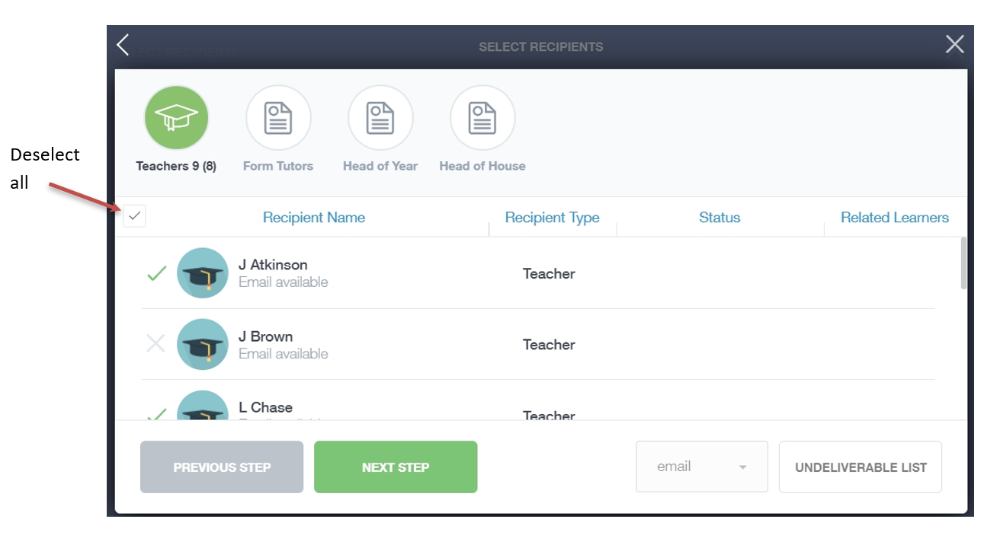 SELECT RECIPIENTS
Teachers 9 (8)
Form Tutors
Head of Year
Head of House
Deselect
all
Recipient Name
Recipient Type
Status
Related Learners
J Atkinson
Email available
Teacher
J Brown
Email available
Teacher
L Chase
Teacher
PREVIOUS STEP
NEXT STEP
email
UNDELIVERABLE LIST